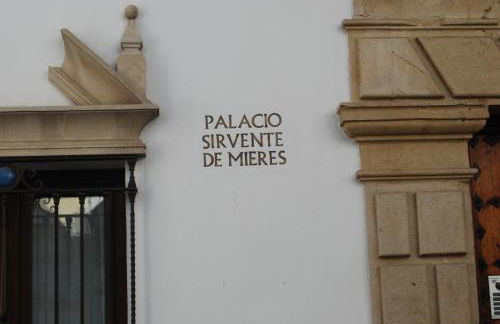 PALACIO
SIRVENTE
DE MIERES